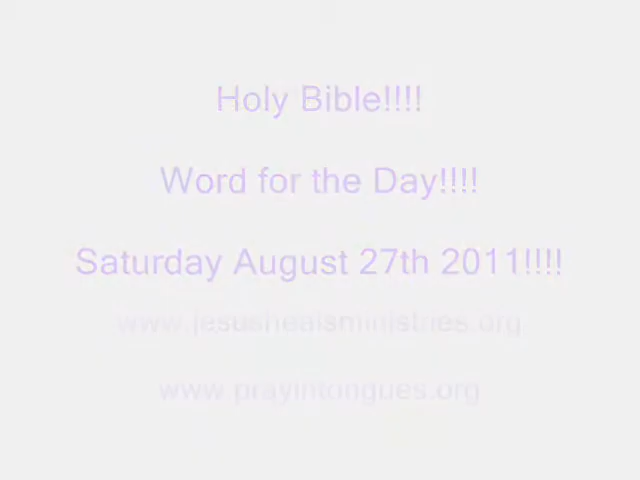 Holy Bible!!!!
Word for the Day!!!!
Saturday August 27th 2011!!!!
www.jesushealsministries.org
www.prayintongues.org